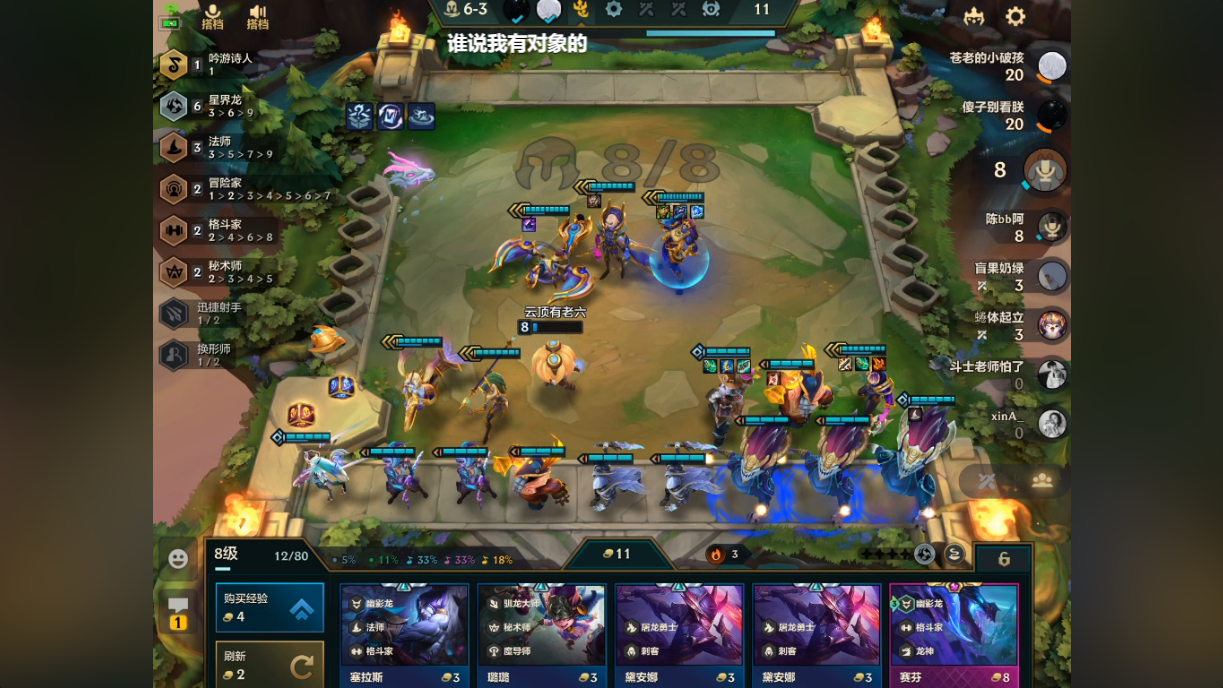 搭档
搭档
6-3
11
谁说我有对象的
1
吟游诗人
1
6
星界龙
3 > 6 > 9
3
法师
3 > 5 > 7 > 9
2
冒险家
1 > 2 > 3 > 4 > 5 > 6 > 7
2
格斗家
2 > 4 > 6 > 8
2
秘术师
2 > 3 > 4 > 5
迅捷射手
1 / 2
换形师
1 / 2
8/8
苍老的小破孩
20
傻子别看朕
20
8
陈bb阿
8
盲果奶绿
3
蜷体起立
3
斗士老师怕了
0
xinA_
0
云顶有老六
8
8级
12/80
5%
11%
33%
33%
18%
11
3
购买经验
4
刷新
2
1
幽影龙
法师
格斗家
塞拉斯
3
驯龙大师
秘术师
魔导师
璐璐
3
屠龙勇士
刺客
黛安娜
3
屠龙勇士
刺客
黛安娜
3
3
幽影龙
格斗家
龙神
赛芬
8